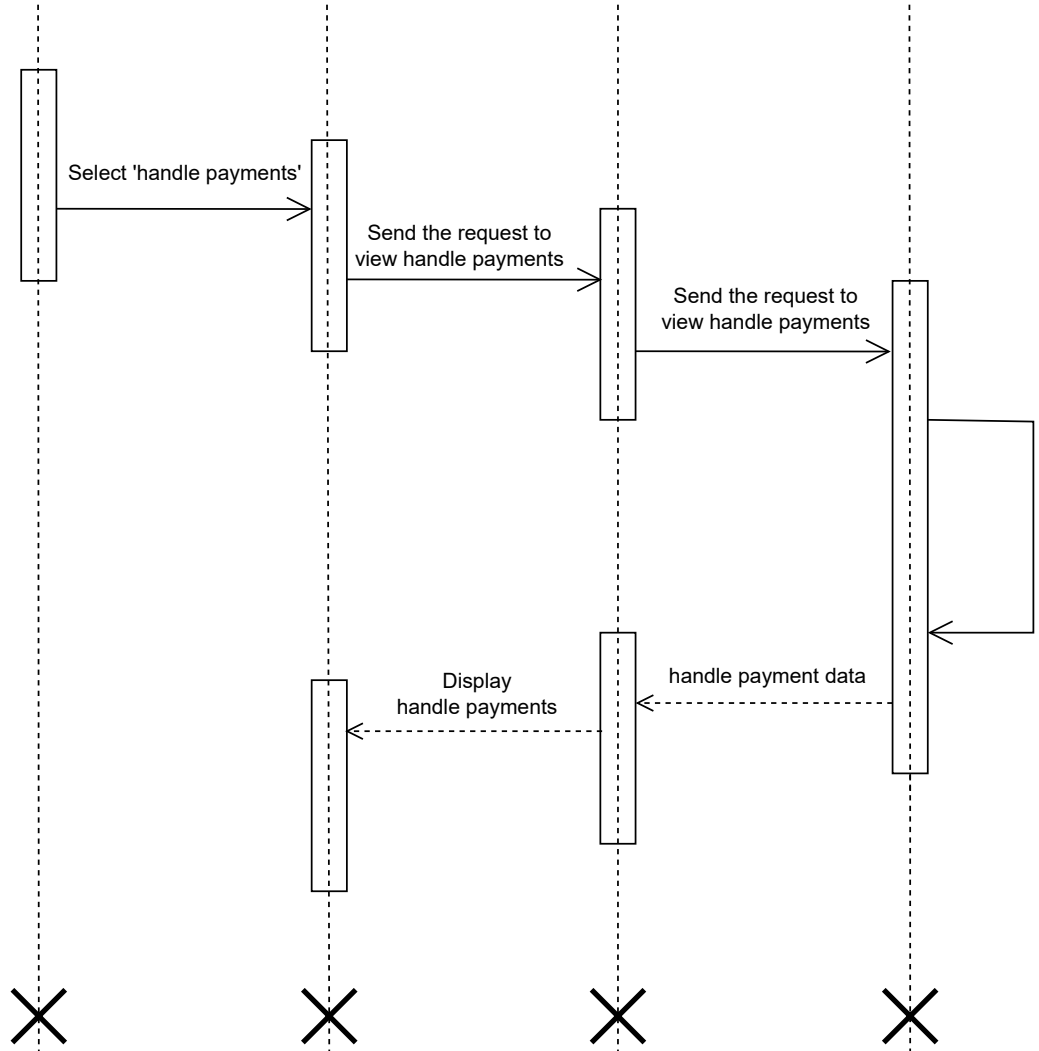 Select 'handle payments'
Send the request to
view handle payments
Send the request to
view handle payments
handle payment data
Display
handle payments